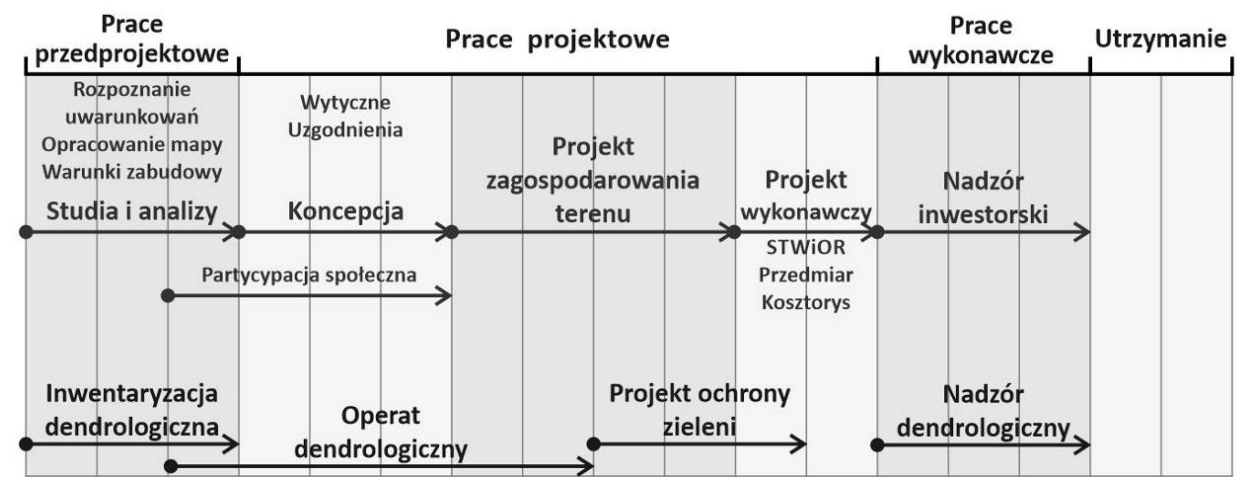 Prace
przedprojektowe
Prace projektowe
Prace
wykonawcze
Utrzymanie
Rozpoznanie
uwarunkowań
Opracowanie mapy
Warunki zabudowy
Studia i analizy
Wytyczne
Uzgodnienia
Koncepcja
Projekt
zagospodarowania
terenu
Projekt
wykonawczy
STWiOR
Przedmiar
Kosztorys
Nadzór
inwestorski
Partycypacja społeczna
Inwentaryzacja
dendrologiczna
Operat
dendrologiczny
Projekt ochrony
zieleni
Nadzór
dendrologiczny